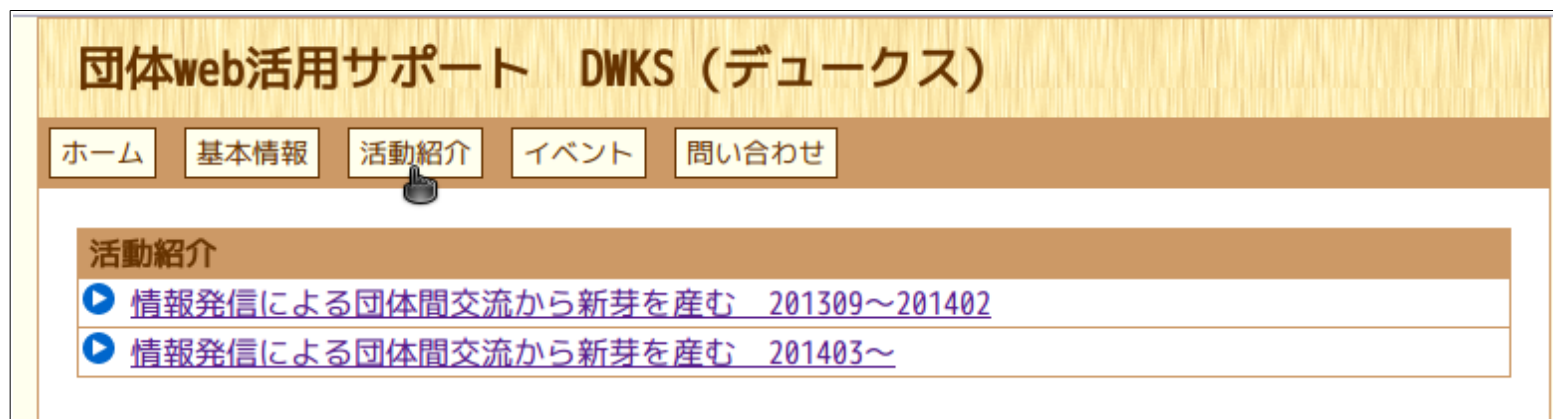 団体web活用サポート　DWKS（デュークス）
ホーム 基本情報 活動紹介 イベント 問い合わせ
活動紹介
情報発信による団体間交流から新芽を産む　201309～201402
情報発信による団体間交流から新芽を産む　201403～